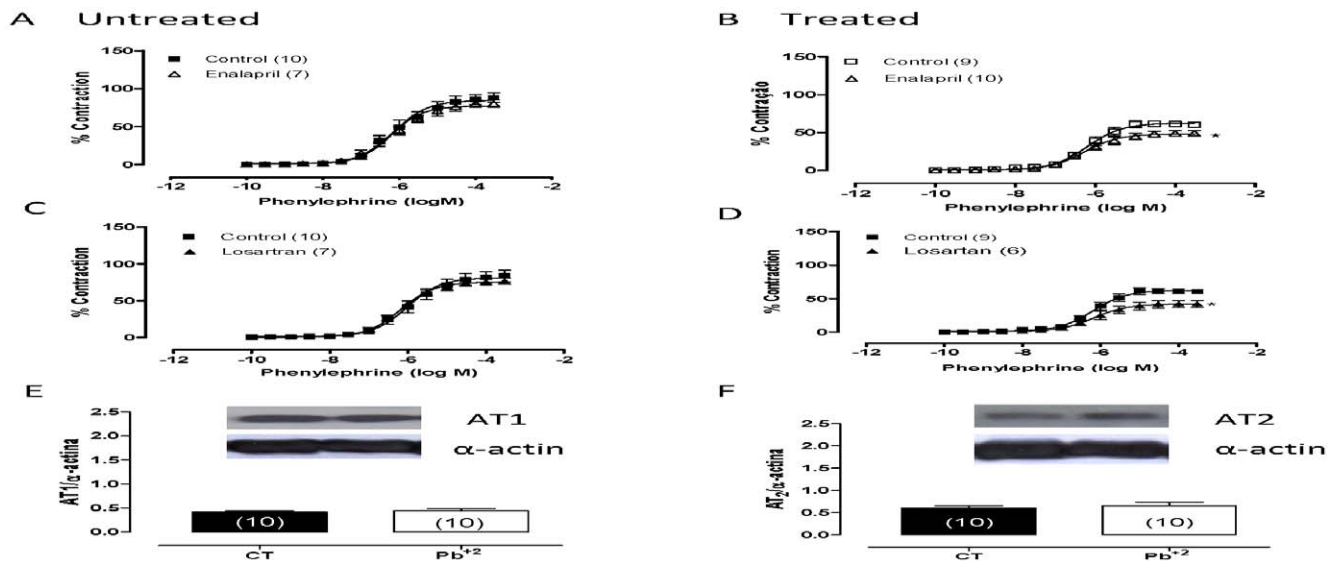 A Untreated
150
100
50
0
% Contraction
Control (10)
Enalapril (7)
-12 -10 -8 -6 -4 -2
Phenylephrine (logM)
B Treated
150
100
50
0
% Contração
Control (9)
Enalapril (10)
*
-12 -10 -8 -6 -4 -2
Phenylephrine (log M)
C
150
100
50
0
% Contraction
Control (10)
Losartran (7)
-12 -10 -8 -6 -4 -2
Phenylephrine (log M)
D
150
100
50
0
% Contraction
Control (9)
Losartan (6)
*
-12 -10 -8 -6 -4 -2
Phenylephrine (log M)
E
2.5
2.0
1.5
1.0
0.5
0.0
AT1/α-actina
AT1
α-actin
(10) (10)
CT Pb+2
F
2.5
2.0
1.5
1.0
0.5
0.0
AT2/α-actina
AT2
α-actin
(10) (10)
CT Pb+2